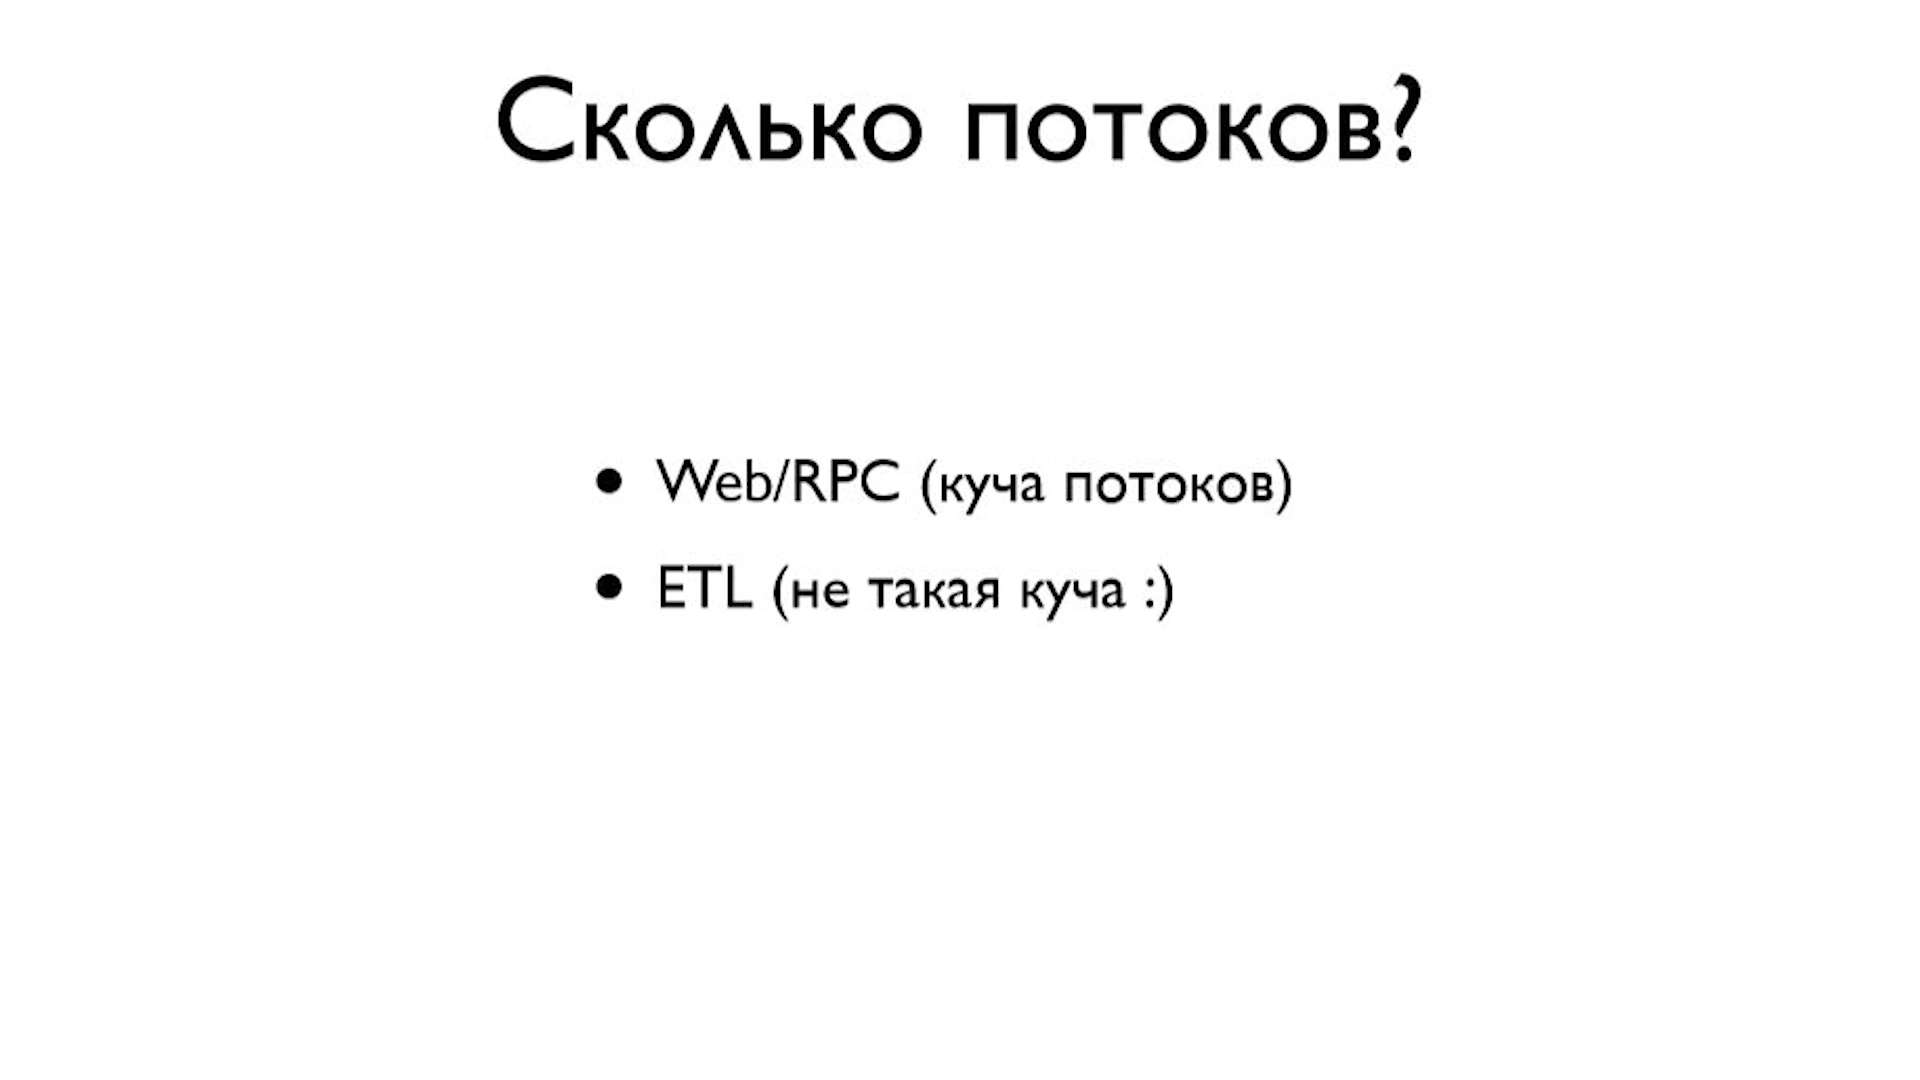 Сколько потоков?
• Web/RPC (куча потоков)
• ETL (не такая куча :)